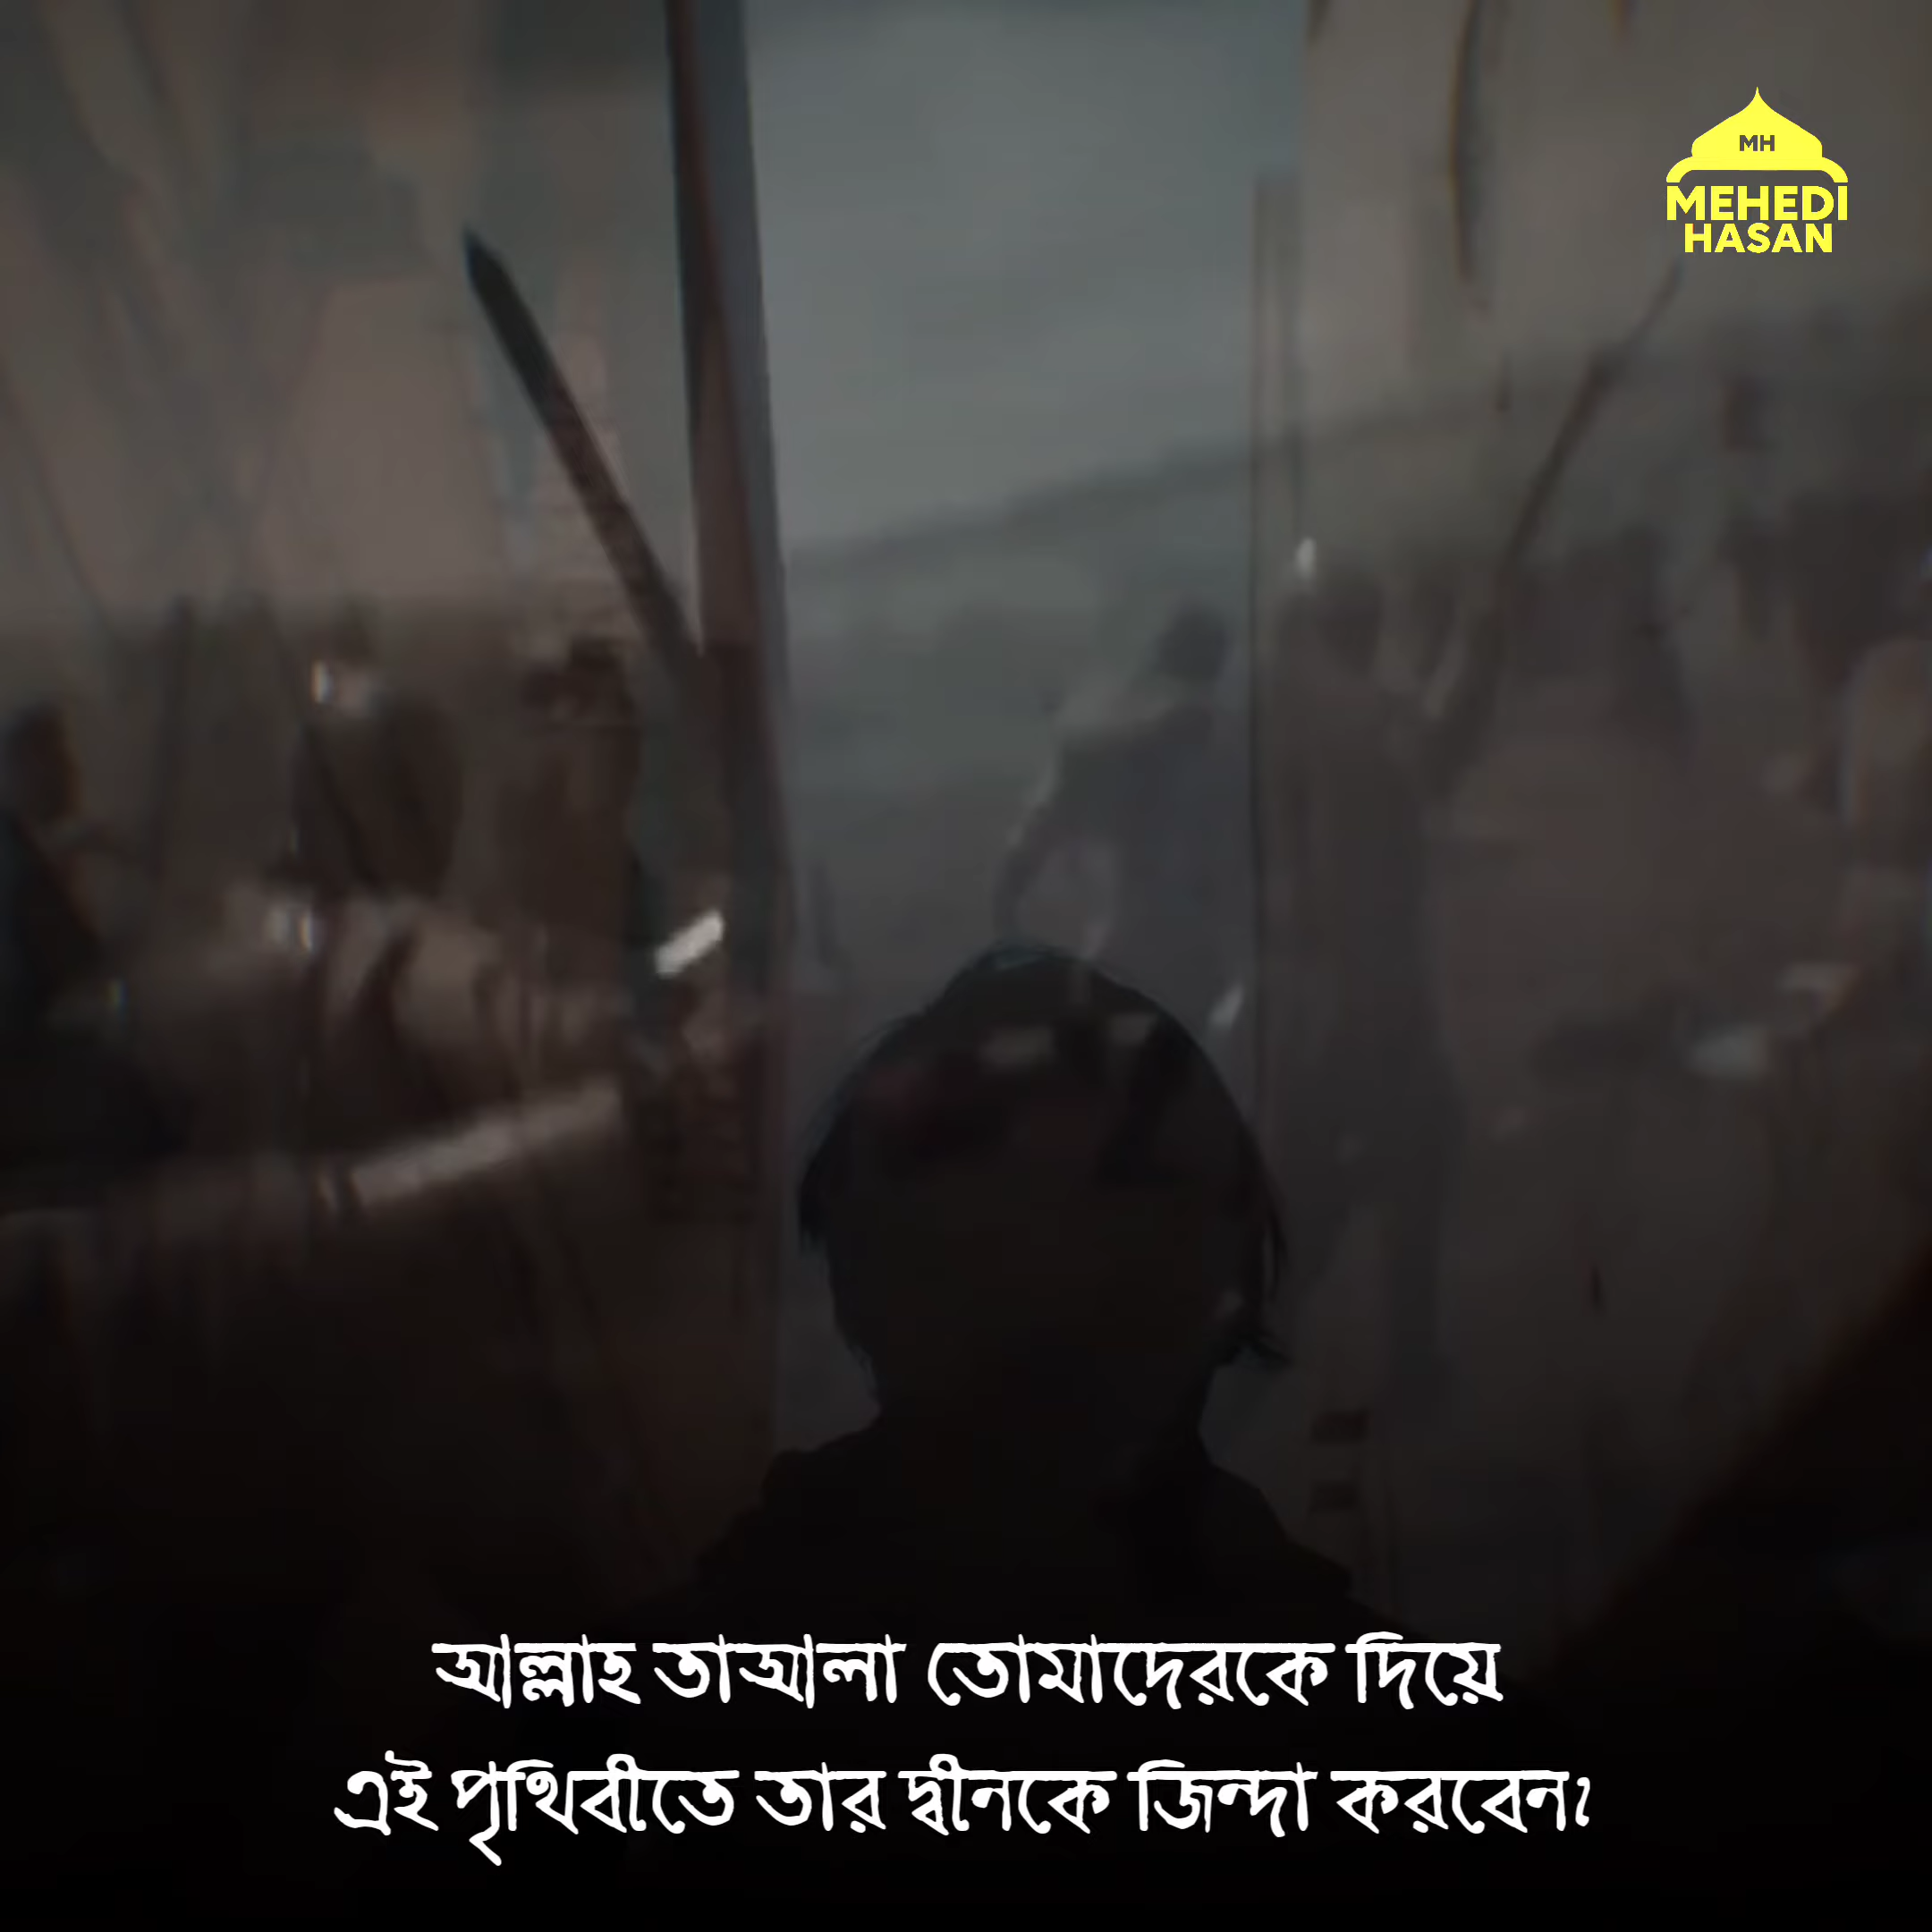 MH
MEHEDI
HASAN
আল্লাহ তাআলা তোমাদেরকে দিয়ে
এই পৃথিবীতে তার দ্বীনকে জিন্দা করবেন।